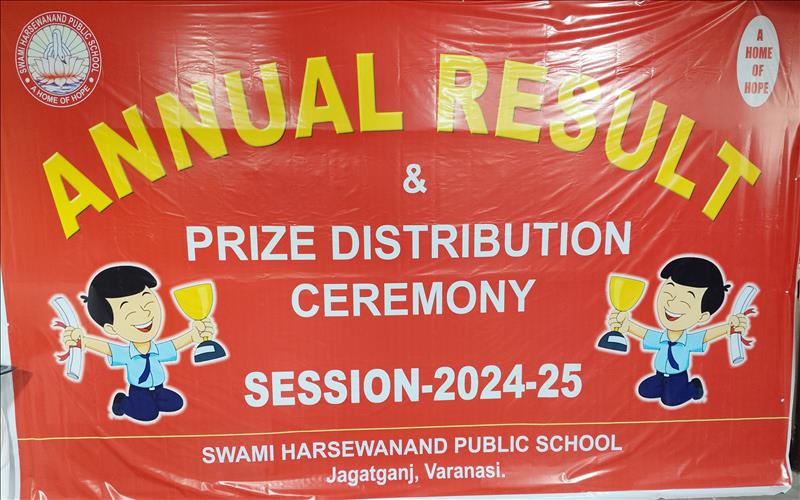 SWAMI HARSEWANAND PUBLIC SCHOOL
A HOME OF HOPE
A
HOME
OF
HOPE
ANNUAL RESULT
&
PRIZE DISTRIBUTION
CEREMONY
SESSION-2024-25
SWAMI HARSEWANAND PUBLIC SCHOOL
Jagatganj, Varanasi.